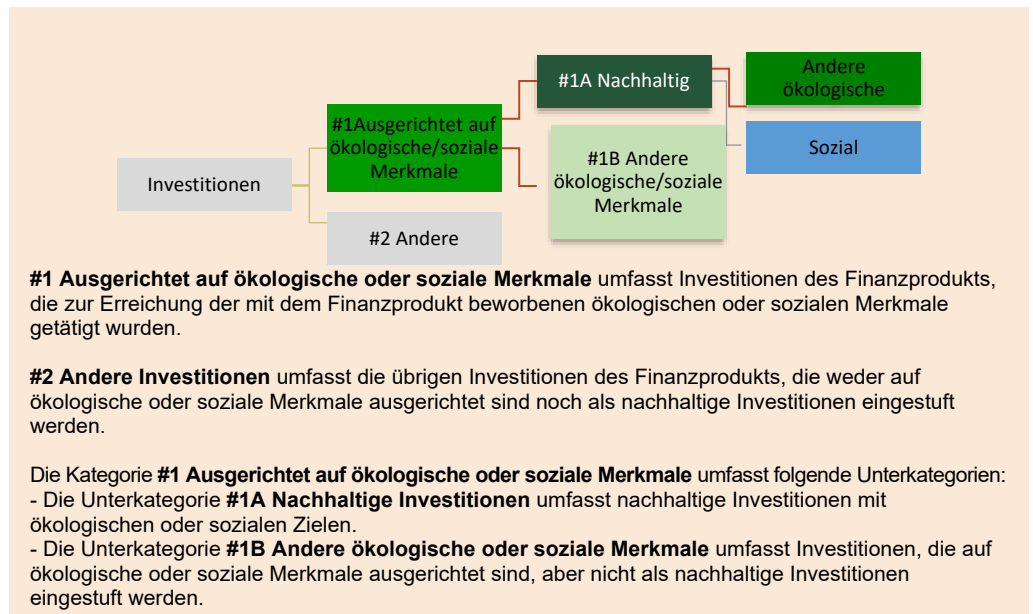 Investitionen
#1Ausgerichtet auf
ökologische/soziale
Merkmale
#2 Andere
#1A Nachhaltig
#1B Andere
ökologische/soziale
Merkmale
Andere
ökologische
Sozial
#1 Ausgerichtet auf ökologische oder soziale Merkmale umfasst Investitionen des Finanzprodukts,
die zur Erreichung der mit dem Finanzprodukt beworbenen ökologischen oder sozialen Merkmale
getätigt wurden.
#2 Andere Investitionen umfasst die übrigen Investitionen des Finanzprodukts, die weder auf
ökologische oder soziale Merkmale ausgerichtet sind noch als nachhaltige Investitionen eingestuft
werden.
Die Kategorie #1 Ausgerichtet auf ökologische oder soziale Merkmale umfasst folgende Unterkategorien:
- Die Unterkategorie #1A Nachhaltige Investitionen umfasst nachhaltige Investitionen mit
ökologischen oder sozialen Zielen.
- Die Unterkategorie #1B Andere ökologische oder soziale Merkmale umfasst Investitionen, die auf
ökologische oder soziale Merkmale ausgerichtet sind, aber nicht als nachhaltige Investitionen
eingestuft werden.